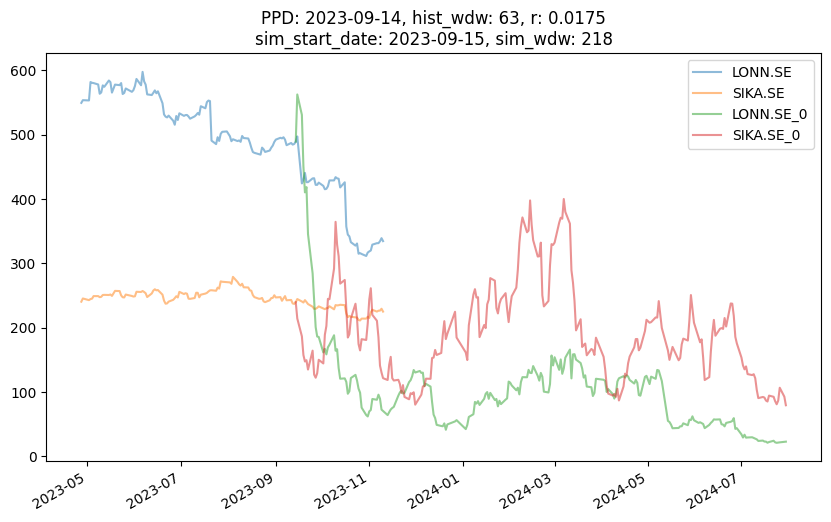 PPD: 2023-09-14, hist_wdw: 63, r: 0.0175
sim_start_date: 2023-09-15, sim_wdw: 218
LONN.SE
SIKA.SE
LONN.SE_0
SIKA.SE_0
600
500
400
300
200
100
0
2023-05
2023-07
2023-09
2023-11
2024-01
2024-03
2024-05
2024-07